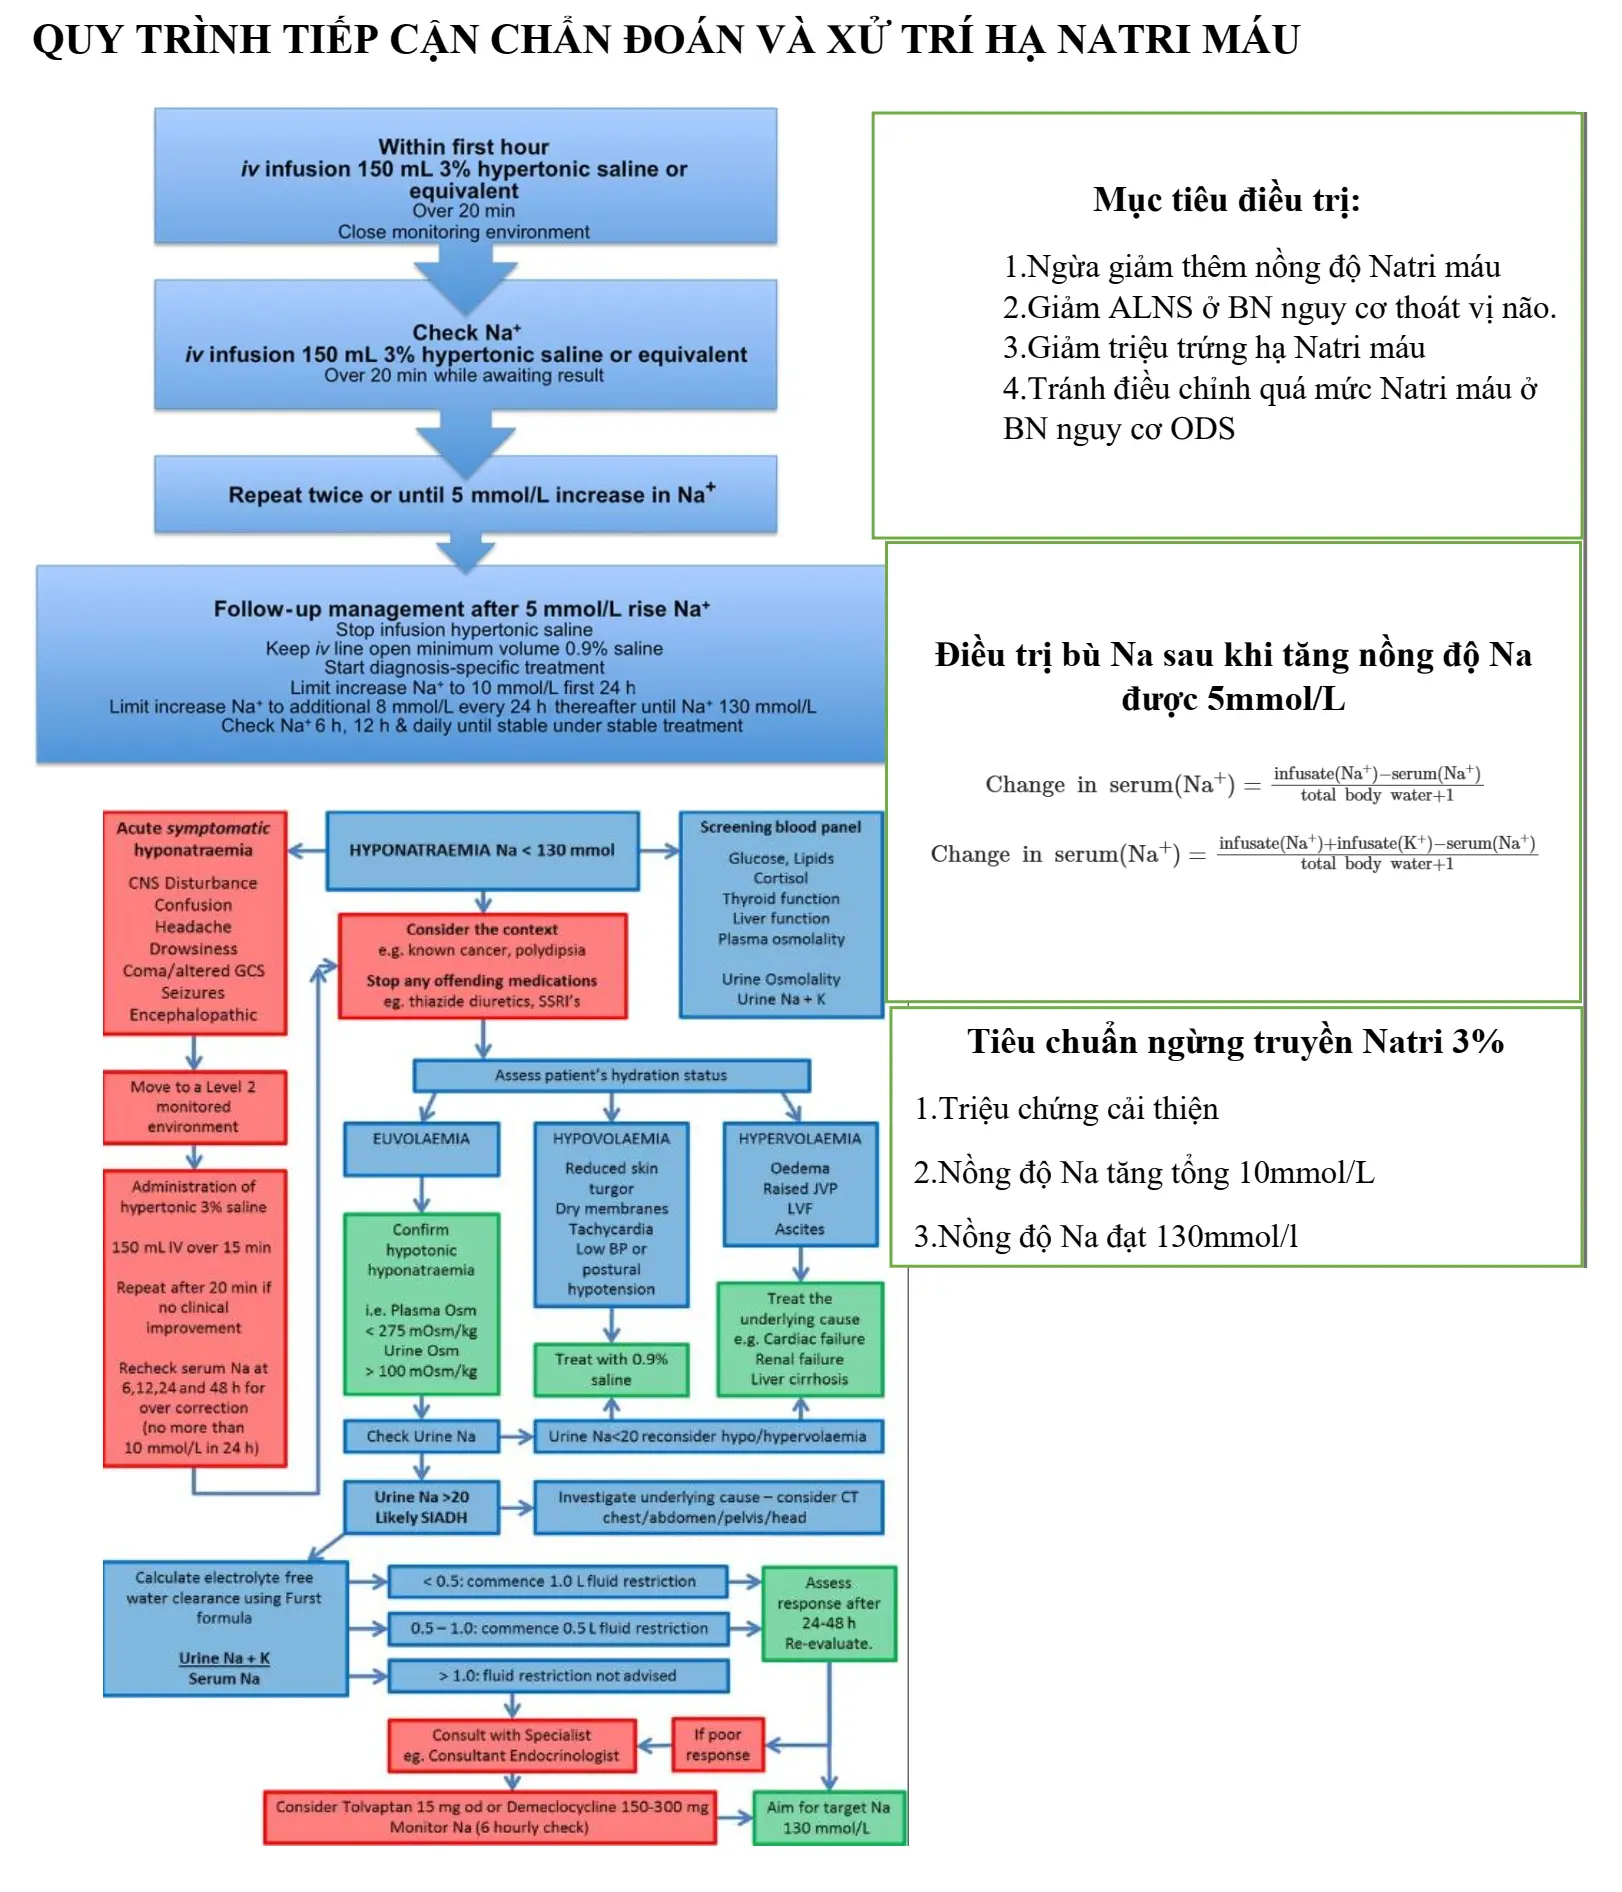 QUY TRÌNH TIẾP CẬN CHẨN ĐOÁN VÀ XỬ TRÍ HẠ NATRI MÁU
Within first hour
iv infusion 150 mL 3% hypertonic saline or
equivalent
Over 20 min
Close monitoring environment
Check Na⁺
iv infusion 150 mL 3% hypertonic saline or equivalent
Over 20 min while awaiting result
Repeat twice or until 5 mmol/L increase in Na⁺
Follow-up management after 5 mmol/L rise Na⁺
Stop infusion hypertonic saline
Keep iv line open minimum volume 0.9% saline
Start diagnosis-specific treatment
Limit increase Na⁺ to 10 mmol/L first 24 h
Limit increase Na⁺ to additional 8 mmol/L every 24 h thereafter until Na⁺ 130 mmol/L
Check Na⁺ 6 h, 12 h & daily until stable under stable treatment
Mục tiêu điều trị:
1.Ngừa giảm thêm nồng độ Natri máu
2.Giảm ALNS ở BN nguy cơ thoát vị não.
3.Giảm triệu trứng hạ Natri máu
4.Tránh điều chỉnh quá mức Natri máu ở
BN nguy cơ ODS
Điều trị bù Na sau khi tăng nồng độ Na
được 5mmol/L
Change in serum(Na⁺) = infusate(Na⁺)−serum(Na⁺)
total body water+1
Change in serum(Na⁺) = infusate(Na⁺)+infusate(K⁺)−serum(Na⁺)
total body water+1
Tiêu chuẩn ngừng truyền Natri 3%
1.Triệu chứng cải thiện
2.Nồng độ Na tăng tổng 10mmol/L
3.Nồng độ Na đạt 130mmol/l
Acute symptomatic
hyponatraemia
CNS Disturbance
Confusion
Headache
Drowsiness
Coma/altered GCS
Seizures
Encephalopathic
HYPONATRAEMIA Na < 130 mmol
Screening blood panel
Glucose, Lipids
Cortisol
Thyroid function
Liver function
Plasma osmolality
Urine Osmolality
Urine Na + K
Consider the context
e.g. known cancer, polydipsia
Stop any offending medications
eg. thiazide diuretics, SSRI's
Assess patient's hydration status
Move to a Level 2
monitored
environment
Administration of
hypertonic 3% saline
150 mL IV over 15 min
Repeat after 20 min if
no clinical
improvement
Recheck serum Na at
6,12,24 and 48 h for
over correction
(no more than
10 mmol/L in 24 h)
EUVOLAEMIA
Confirm
hypotonic
hyponatraemia
i.e. Plasma Osm
< 275 mOsm/kg
Urine Osm
> 100 mOsm/kg
HYPOVOLAEMIA
Reduced skin
turgor
Dry membranes
Tachycardia
Low BP or
postural
hypotension
Treat with 0.9%
saline
HYPERVOLAEMIA
Oedema
Raised JVP
LVF
Ascites
Treat the
underlying cause
e.g. Cardiac failure
Renal failure
Liver cirrhosis
Check Urine Na
Urine Na<20 reconsider hypo/hypervolaemia
Urine Na >20
Likely SIADH
Investigate underlying cause – consider CT
chest/abdomen/pelvis/head
Calculate electrolyte free
water clearance using Furst
formula
Urine Na + K
Serum Na
< 0.5: commence 1.0 L fluid restriction
0.5 – 1.0: commence 0.5 L fluid restriction
> 1.0: fluid restriction not advised
Assess
response after
24-48 h
Re-evaluate.
Consult with Specialist
eg. Consultant Endocrinologist
If poor
response
Consider Tolvaptan 15 mg od or Demeclocycline 150-300 mg
Monitor Na (6 hourly check)
Aim for target Na
130 mmol/L